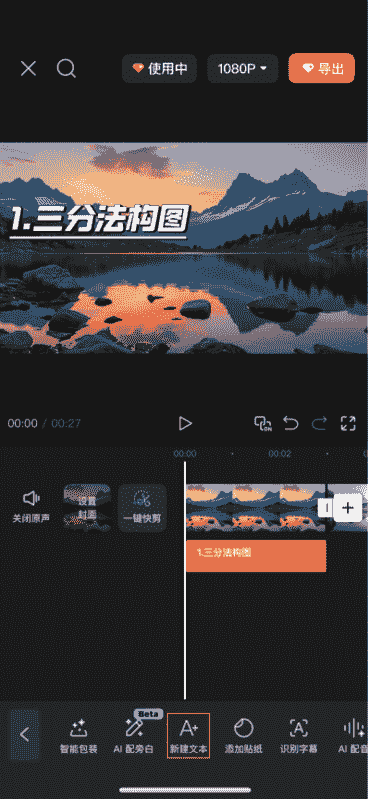 使用中
1080P
导出
1.三分法构图
00:00 / 00:27
ON
00:00
00:02
关闭原声
设置
封面
一键快剪
1.三分法构图
Beta
智能包装
AI 配旁白
A+
新建文本
添加贴纸
A
识别字幕
AI 配音